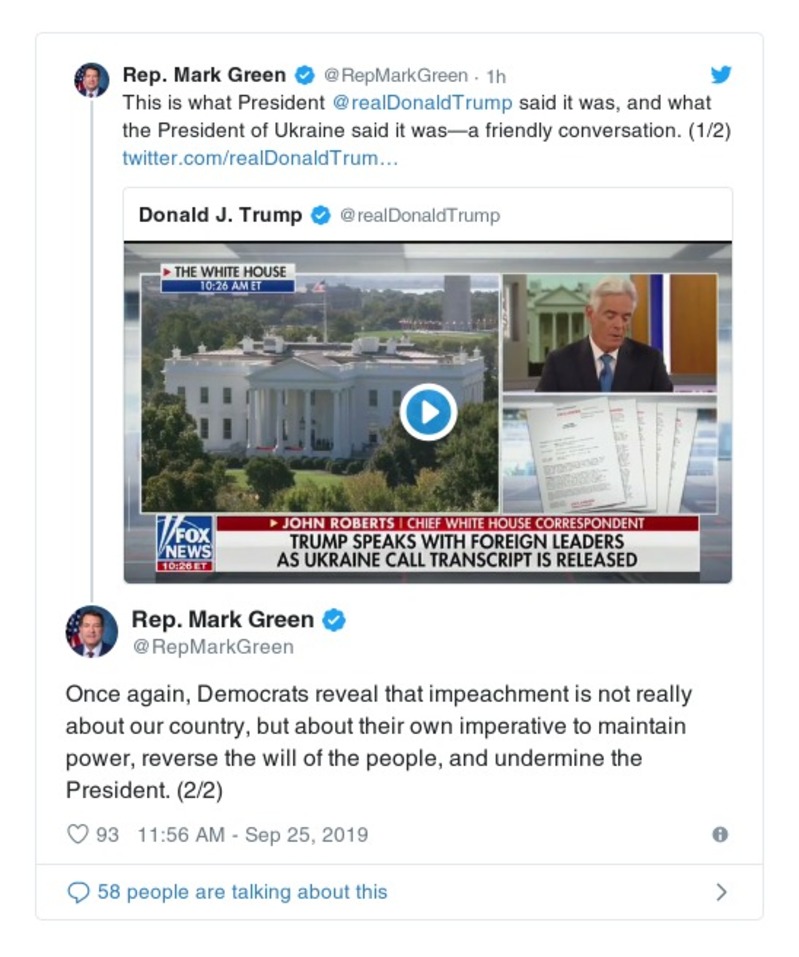 Rep. Mark Green @RepMarkGreen · 1h
This is what President @realDonaldTrump said it was, and what
the President of Ukraine said it was—a friendly conversation. (1/2)
twitter.com/realDonaldTrum…
Donald J. Trump @realDonaldTrump
THE WHITE HOUSE
10:26 AM ET
JOHN ROBERTS | CHIEF WHITE HOUSE CORRESPONDENT
FOX
NEWS
10:26 ET
TRUMP SPEAKS WITH FOREIGN LEADERS
AS UKRAINE CALL TRANSCRIPT IS RELEASED
Rep. Mark Green
@RepMarkGreen
Once again, Democrats reveal that impeachment is not really
about our country, but about their own imperative to maintain
power, reverse the will of the people, and undermine the
President. (2/2)
93 11:56 AM - Sep 25, 2019
58 people are talking about this